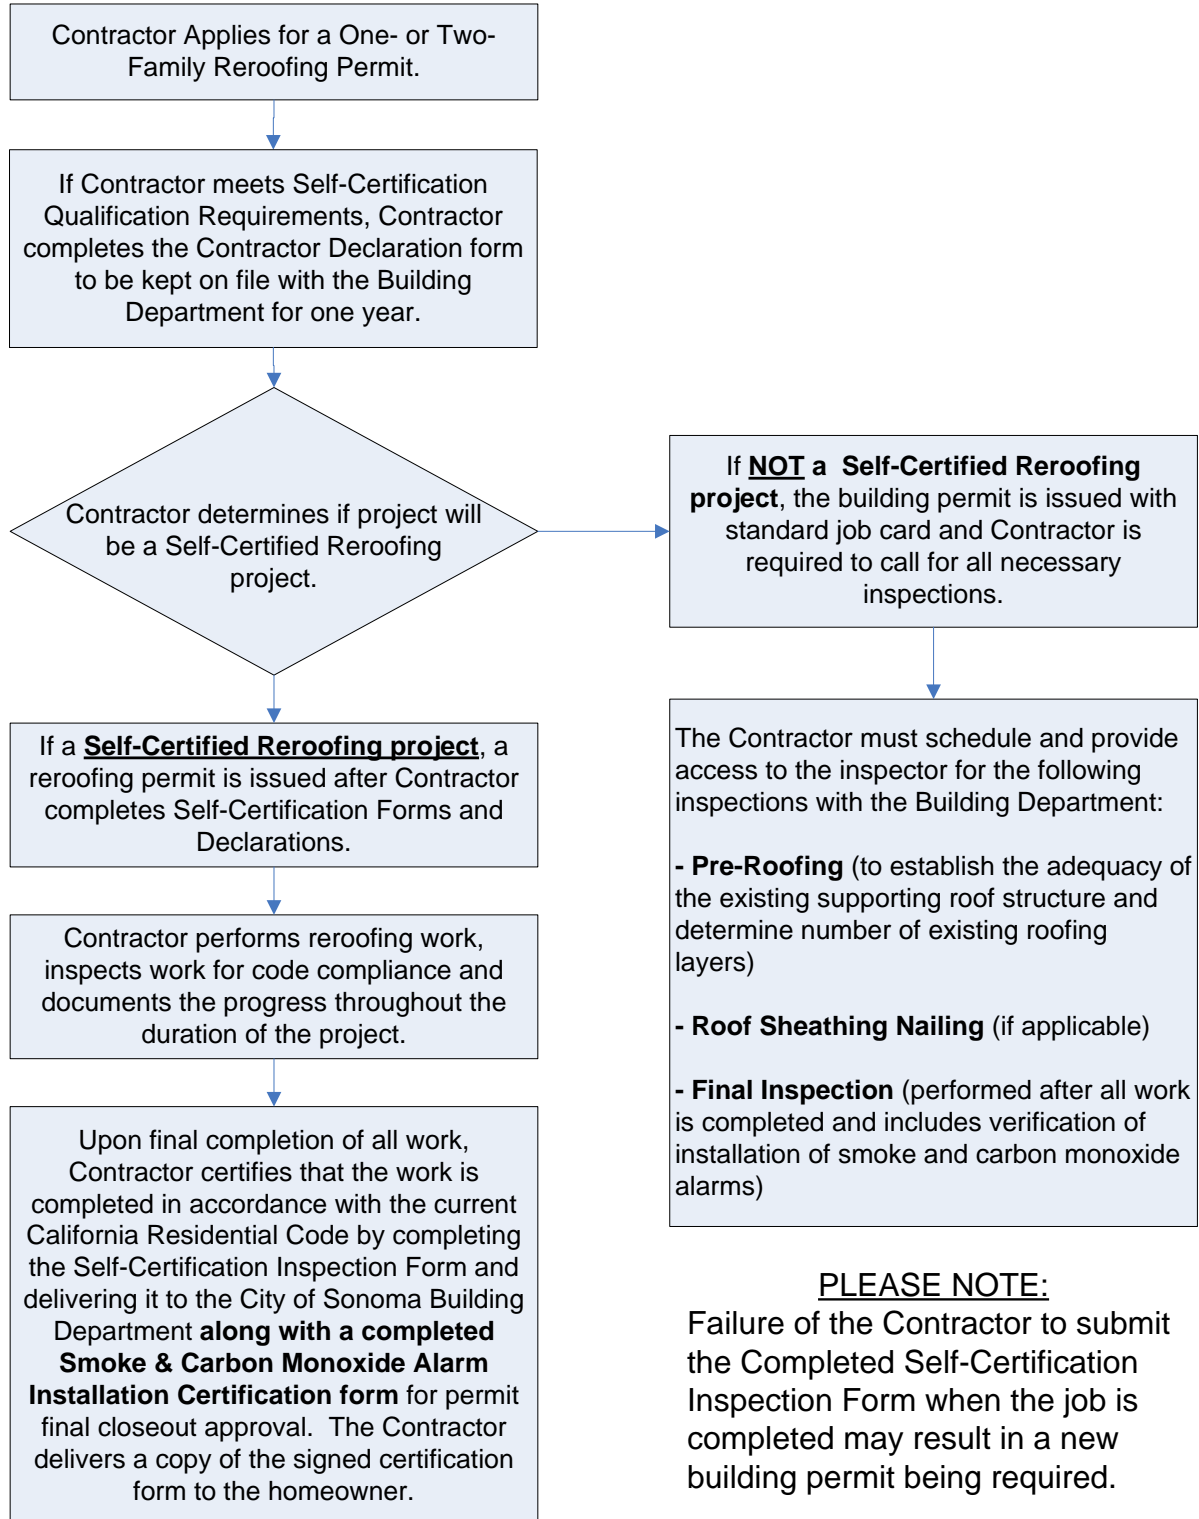 Contractor Applies for a One- or Two-
Family Reroofing Permit.
If Contractor meets Self-Certification
Qualification Requirements, Contractor
completes the Contractor Declaration form
to be kept on file with the Building
Department for one year.
Contractor determines if project will
be a Self-Certified Reroofing
project.
If a Self-Certified Reroofing project, a
reroofing permit is issued after Contractor
completes Self-Certification Forms and
Declarations.
Contractor performs reroofing work,
inspects work for code compliance and
documents the progress throughout the
duration of the project.
Upon final completion of all work,
Contractor certifies that the work is
completed in accordance with the current
California Residential Code by completing
the Self-Certification Inspection Form and
delivering it to the City of Sonoma Building
Department along with a completed
Smoke & Carbon Monoxide Alarm
Installation Certification form for permit
final closeout approval.  The Contractor
delivers a copy of the signed certification
form to the homeowner.
If NOT a  Self-Certified Reroofing
project, the building permit is issued with
standard job card and Contractor is
required to call for all necessary
inspections.
The Contractor must schedule and provide
access to the inspector for the following
inspections with the Building Department:
- Pre-Roofing (to establish the adequacy of
the existing supporting roof structure and
determine number of existing roofing
layers)
- Roof Sheathing Nailing (if applicable)
- Final Inspection (performed after all work
is completed and includes verification of
installation of smoke and carbon monoxide
alarms)
PLEASE NOTE:
Failure of the Contractor to submit
the Completed Self-Certification
Inspection Form when the job is
completed may result in a new
building permit being required.